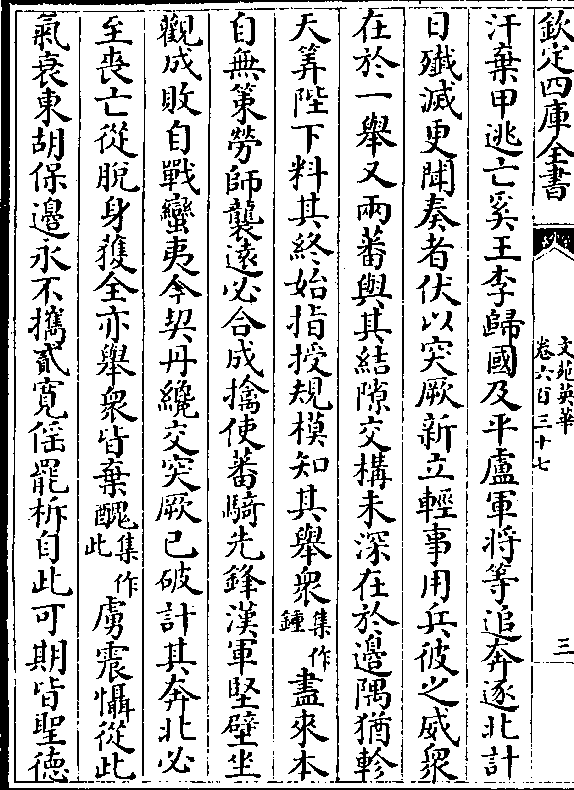 欽定四庫全書
文苑英華
卷六百三十七
三
汗棄甲逃亡奚王李歸國及平盧軍將等追奔逐北計
日殲滅更聞奏者伏以突厥新立輕事用兵彼之威衆
在於一舉又兩蕃與其結隙交構未深在於邊隅猶軫
天筭陛下料其終始指授規模知其舉衆集作鍾盡來本
自無策勞師襲遠必合成擒使蕃騎先鋒漢軍堅壁坐
觀成敗自戰蠻夷今契丹纔交突厥已破計其奔北必
至喪亡從脫身獲全亦舉衆皆棄醜集作此虜震懾從此
氣衰東胡保邊永不攜貳寛徭罷柝自此可期皆聖德